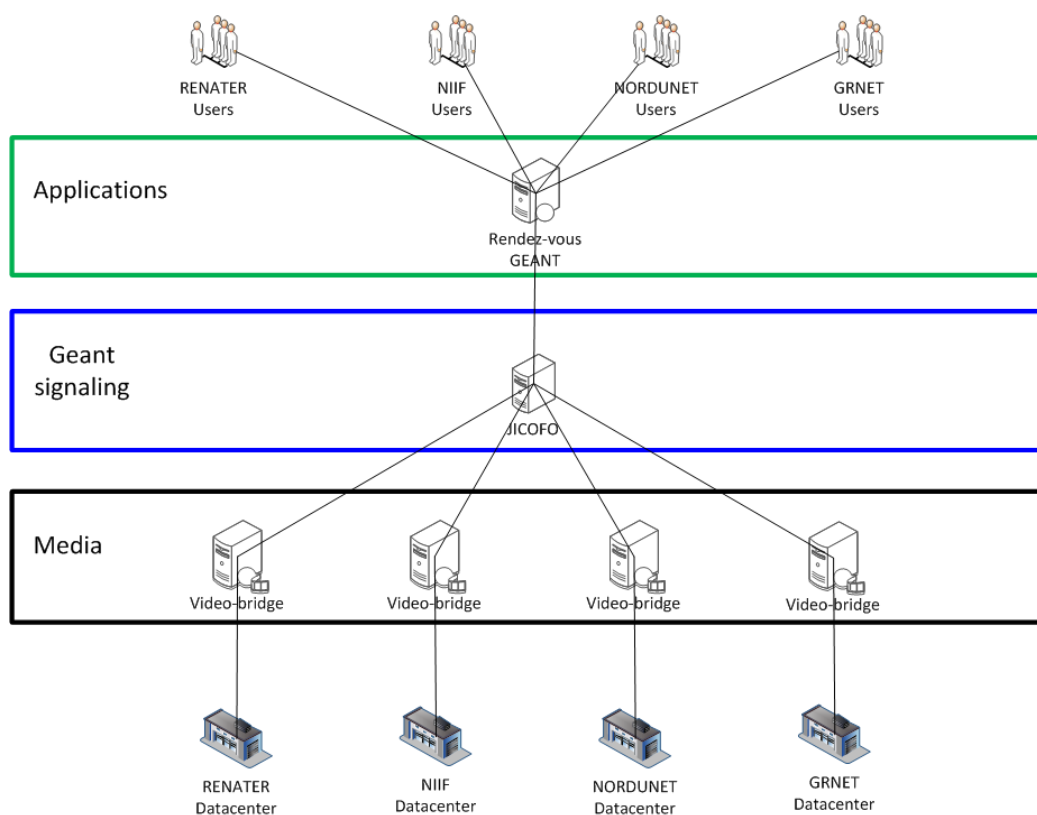 RENATER
Users
NIIF
Users
NORDUNET
Users
GRNET
Users
Applications
Rendez-vous
GEANT
Geant
signaling
JICOFO
Media
Video-bridge
Video-bridge
Video-bridge
Video-bridge
RENATER
Datacenter
NIIF
Datacenter
NORDUNET
Datacenter
GRNET
Datacenter